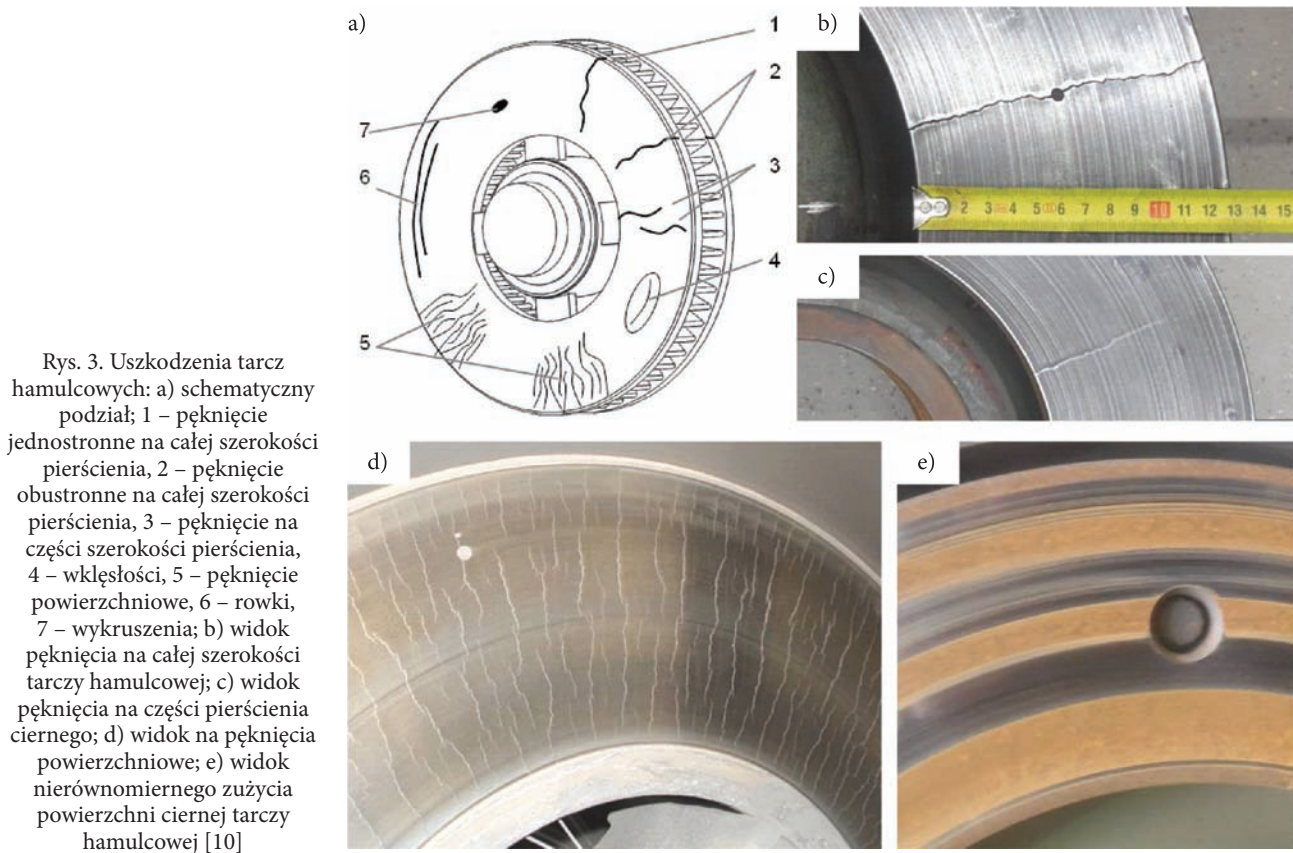 Rys. 3. Uszkodzenia tarcz
hamulcowych: a) schematyczny
podział; 1 – pęknięcie
jednostronne na całej szerokości
pierścienia, 2 – pęknięcie
obustronne na całej szerokości
pierścienia, 3 – pęknięcie na
części szerokości pierścienia,
4 – wklęsłości, 5 – pęknięcie
powierzchniowe, 6 – rowki,
7 – wykruszenia; b) widok
pęknięcia na całej szerokości
tarczy hamulcowej; c) widok
pęknięcia na części pierścienia
ciernego; d) widok na pęknięcia
powierzchniowe; e) widok
nierównomiernego zużycia
powierzchni ciernej tarczy
hamulcowej [10]
a)
1
2
3
4
5
6
7
b)
2 3 4 5 6 7 8 9 10 11 12 13 14 15
c)
d)
e)